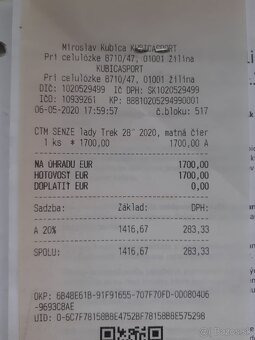 Miroslav Kubica KUBICASPORT
Pri celulózke 8710/47, 01001 Žilina
KUBICASPORT
Pri celulózke 8710/47, 01001 Žilina
DIČ: 1020529499 IČ DPH: SK1020529499
IČO: 10939261 KP: 8881020529499001
06-05-2020 17:59:57 č.bloku: 517
CTM SENZE lady Trek 28" 2020, matná čier
1 ks * 1700,00 1700,00 A
NA ÚHRADU EUR 1700,00
HOTOVOSŤ EUR 1700,00
DOPLATIŤ EUR 0,00
Sadzba: Základ: DPH:
A 20% 1416,67 283,33
SPOLU: 1416,67 283,33
OKP: 6B4BE61B-91F91655-707F70FD-0D0804D6
-9693C8AE
UID: O-6C7F78150BBE4752BF78150BBE575298